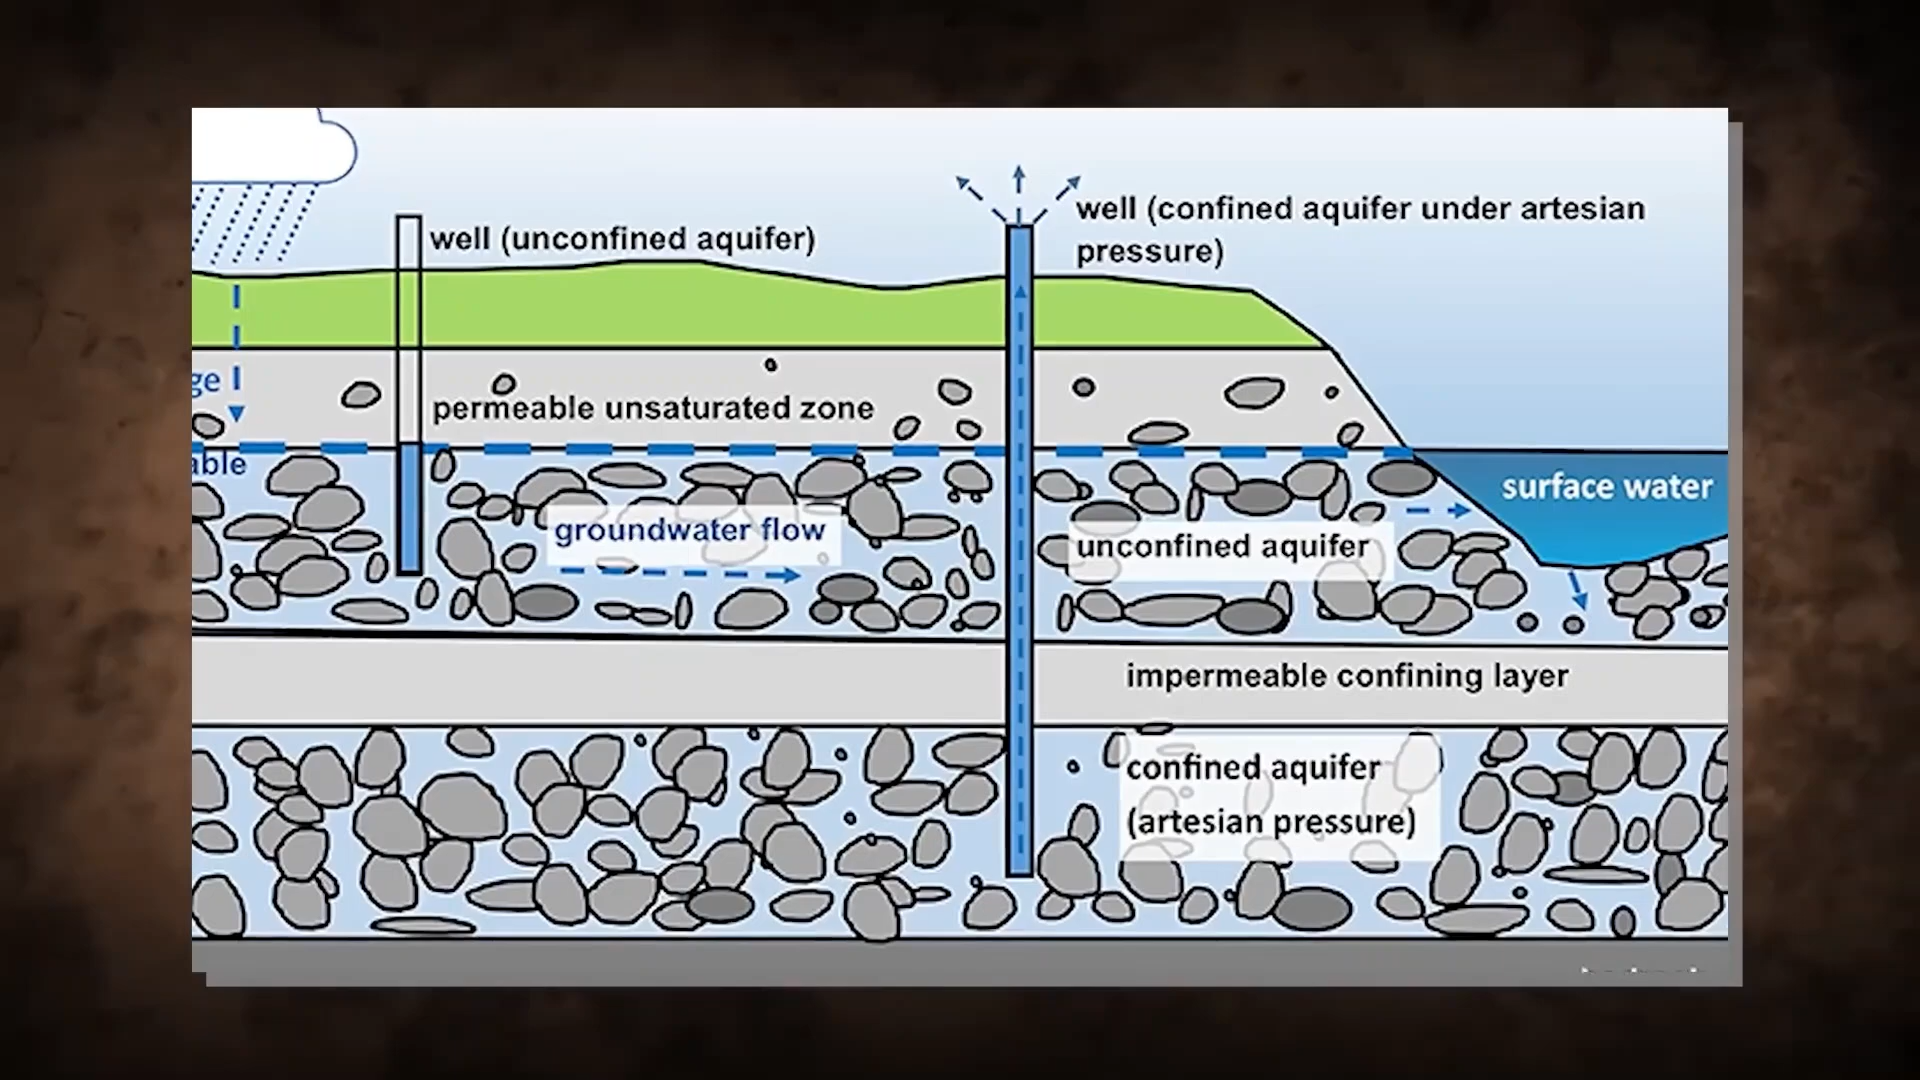 well (confined aquifer under artesian
pressure)
well (unconfined aquifer)
ge
permeable unsaturated zone
able
surface water
groundwater flow
unconfined aquifer
impermeable confining layer
confined aquifer
(artesian pressure)